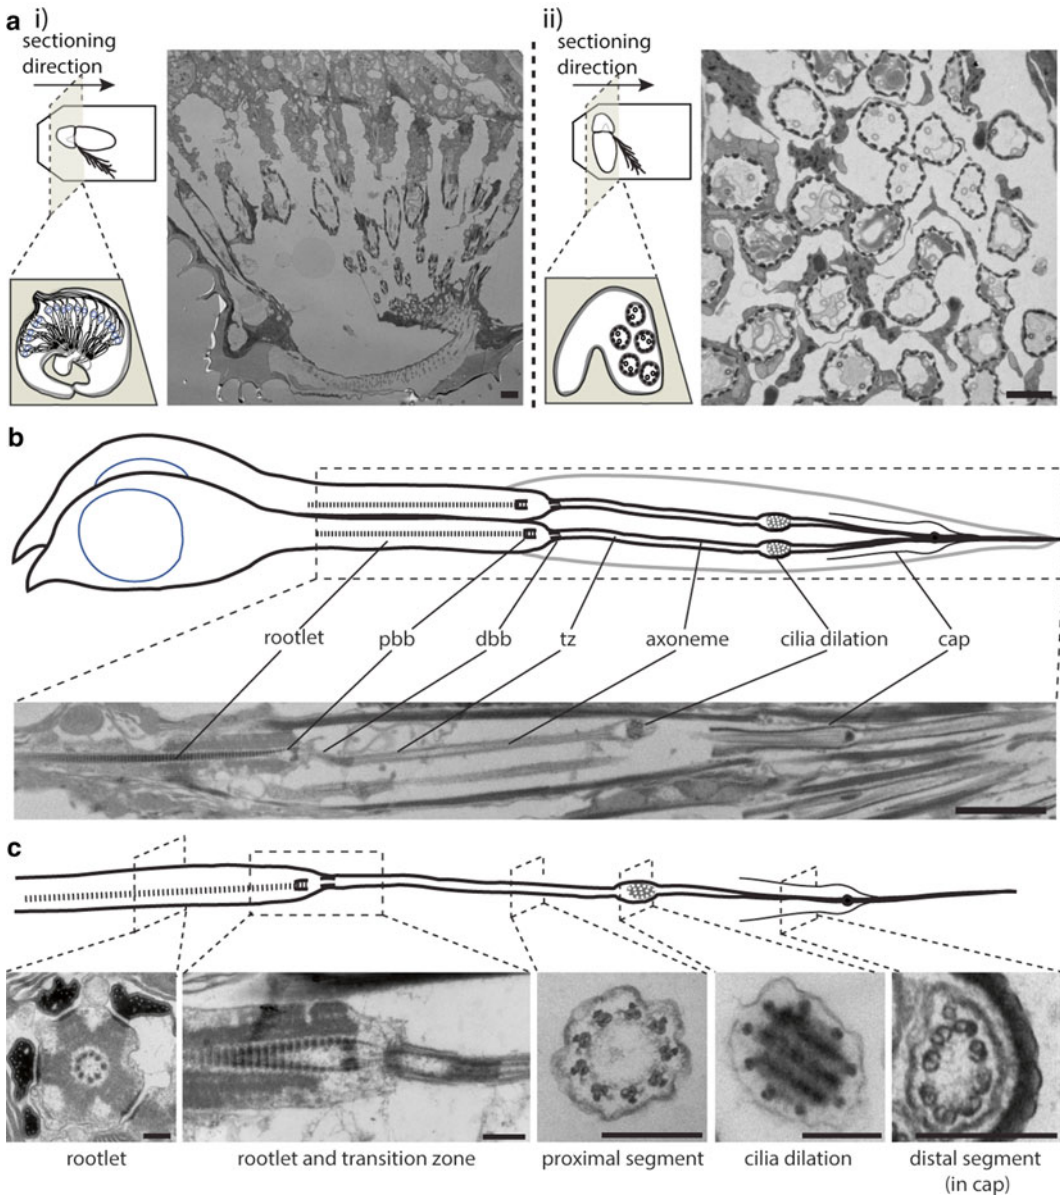 a i)
sectioning
direction
ii)
sectioning
direction
b
rootlet pbb dbb tz axoneme cilia dilation cap
c
rootlet rootlet and transition zone proximal segment cilia dilation distal segment
(in cap)